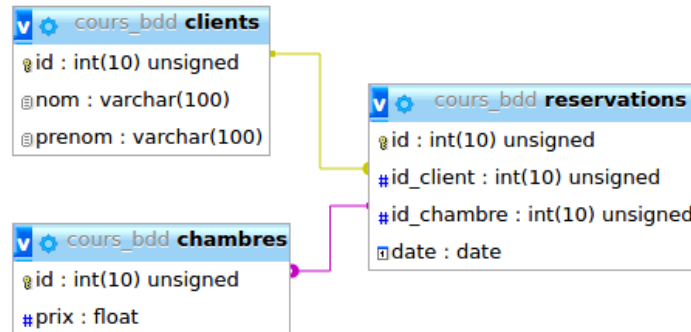 v cours_bdd clients
id : int(10) unsigned
nom : varchar(100)
prenom : varchar(100)
v cours_bdd reservations
id : int(10) unsigned
#id_client : int(10) unsigned
#id_chambre : int(10) unsigned
date : date
v cours_bdd chambres
id : int(10) unsigned
#prix : float